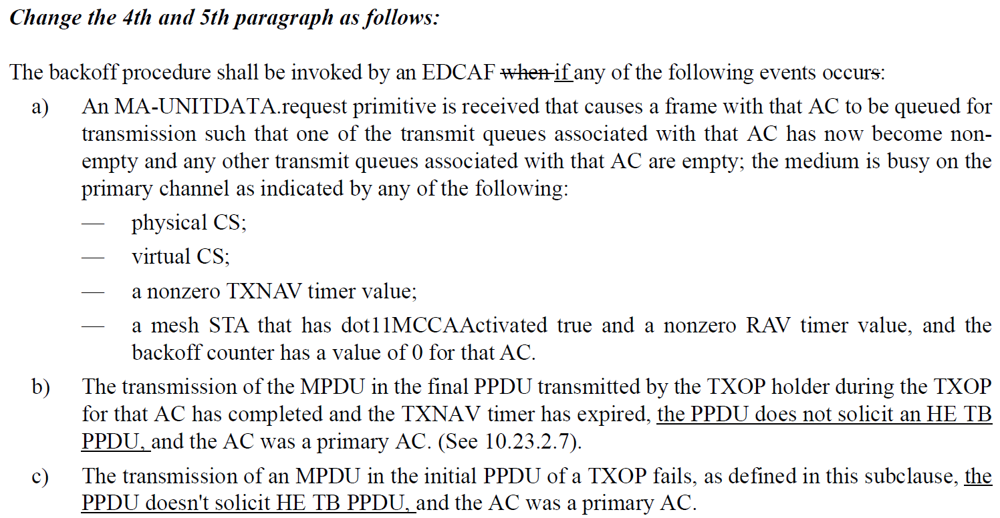 Change the 4th and 5th paragraph as follows:
The backoff procedure shall be invoked by an EDCAF when if any of the following events occurs:
a) An MA-UNITDATA.request primitive is received that causes a frame with that AC to be queued for
transmission such that one of the transmit queues associated with that AC has now become non-
empty and any other transmit queues associated with that AC are empty; the medium is busy on the
primary channel as indicated by any of the following:
— physical CS;
— virtual CS;
— a nonzero TXNAV timer value;
— a mesh STA that has dot11MCCAActivated true and a nonzero RAV timer value, and the
backoff counter has a value of 0 for that AC.
b) The transmission of the MPDU in the final PPDU transmitted by the TXOP holder during the TXOP
for that AC has completed and the TXNAV timer has expired, the PPDU does not solicit an HE TB
PPDU, and the AC was a primary AC. (See 10.23.2.7).
c) The transmission of an MPDU in the initial PPDU of a TXOP fails, as defined in this subclause, the
PPDU doesn't solicit HE TB PPDU, and the AC was a primary AC.